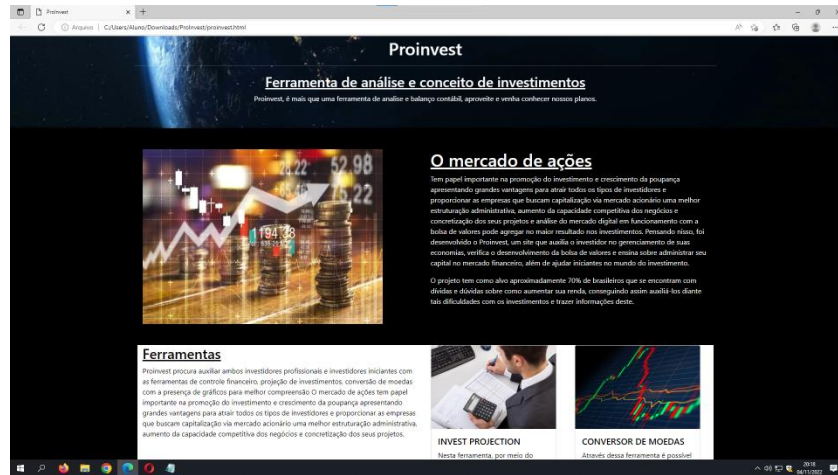 Proinvest
Arquivo | C:/Users/Aluno/Downloads/ProInvest/proinvest.html
Proinvest
Ferramenta de análise e conceito de investimentos
Proinvest, é mais que uma ferramenta de analise e balanço contábil, aproveite e venha conhecer nossos planos.
28.22 52.98
75.22
1194.38
O mercado de ações
Tem papel importante na promoção do investimento e crescimento da poupança
apresentando grandes vantagens para atrair todos os tipos de investidores e
proporcionar as empresas que buscam capitalização via mercado acionário uma melhor
estruturação administrativa, aumento da capacidade competitiva dos negócios e
concretização dos seus projetos e análise do mercado digital em funcionamento com a
bolsa de valores pode agregar no maior resultado nos investimentos. Pensando nisso, foi
desenvolvido o Proinvest, um site que auxilia o investidor no gerenciamento de suas
economias, verifica o desenvolvimento da bolsa de valores e ensina sobre administrar seu
capital no mercado financeiro, além de ajudar iniciantes no mundo do investimento.
O projeto tem como alvo aproximadamente 70% de brasileiros que se encontram com
dívidas e dúvidas sobre como aumentar sua renda, conseguindo assim auxiliá-los diante
tais dificuldades com os investimentos e trazer informações deste.
Ferramentas
Proinvest procura auxiliar ambos investidores profissionais e investidores iniciantes com
as ferramentas de controle financeiro, projeção de investimentos, conversão de moedas
com a presença de gráficos para melhor compreensão O mercado de ações tem papel
importante na promoção do investimento e crescimento da poupança apresentando
grandes vantagens para atrair todos os tipos de investidores e proporcionar as empresas
que buscam capitalização via mercado acionário uma melhor estruturação administrativa,
aumento da capacidade competitiva dos negócios e concretização dos seus projetos.
INVEST PROJECTION
Nesta ferramenta, por meio do
CONVERSOR DE MOEDAS
Através dessa ferramenta é possível
20:18
04/11/2022